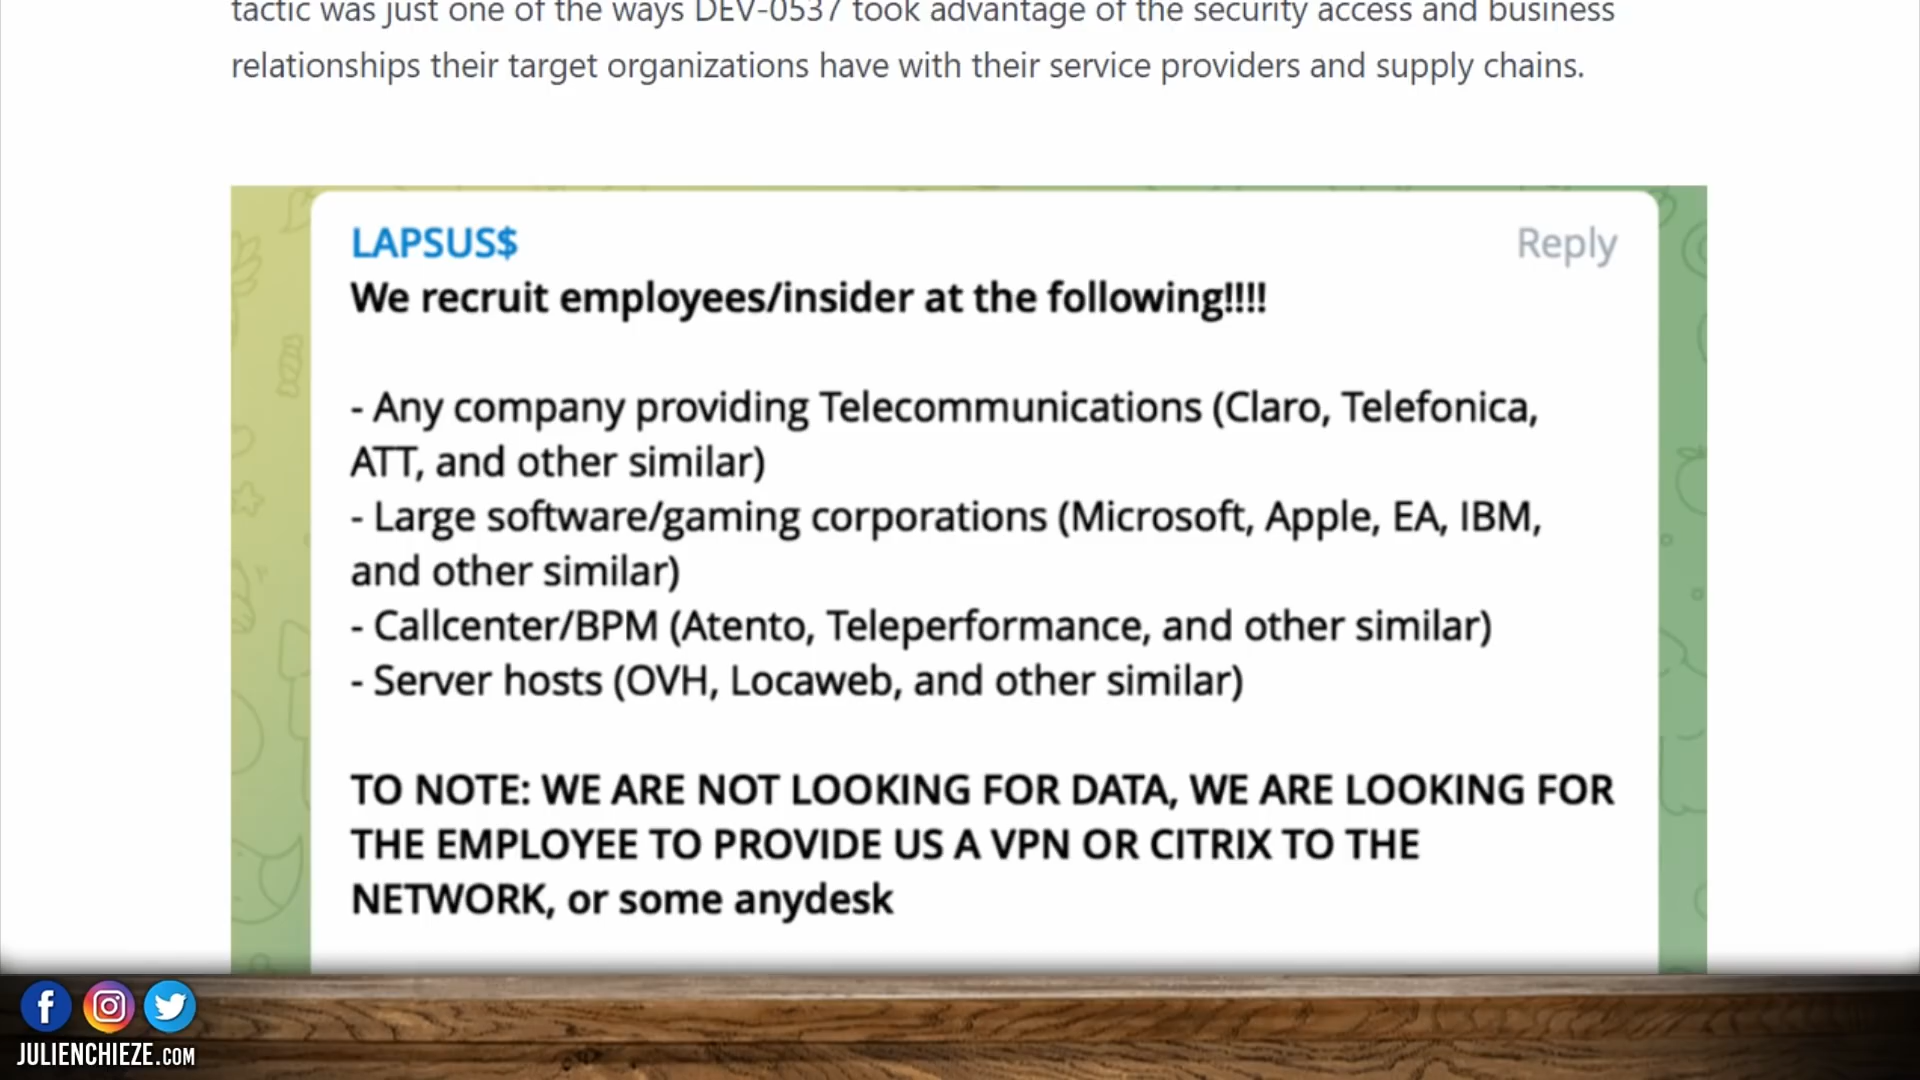 tactic was just one of the ways DEV-0537 took advantage of the security access and business
relationships their target organizations have with their service providers and supply chains.
LAPSUS$
Reply
We recruit employees/insider at the following!!!!
- Any company providing Telecommunications (Claro, Telefonica,
ATT, and other similar)
- Large software/gaming corporations (Microsoft, Apple, EA, IBM,
and other similar)
- Callcenter/BPM (Atento, Teleperformance, and other similar)
- Server hosts (OVH, Locaweb, and other similar)
TO NOTE: WE ARE NOT LOOKING FOR DATA, WE ARE LOOKING FOR
THE EMPLOYEE TO PROVIDE US A VPN OR CITRIX TO THE
NETWORK, or some anydesk
JULIENCHIEZE.COM